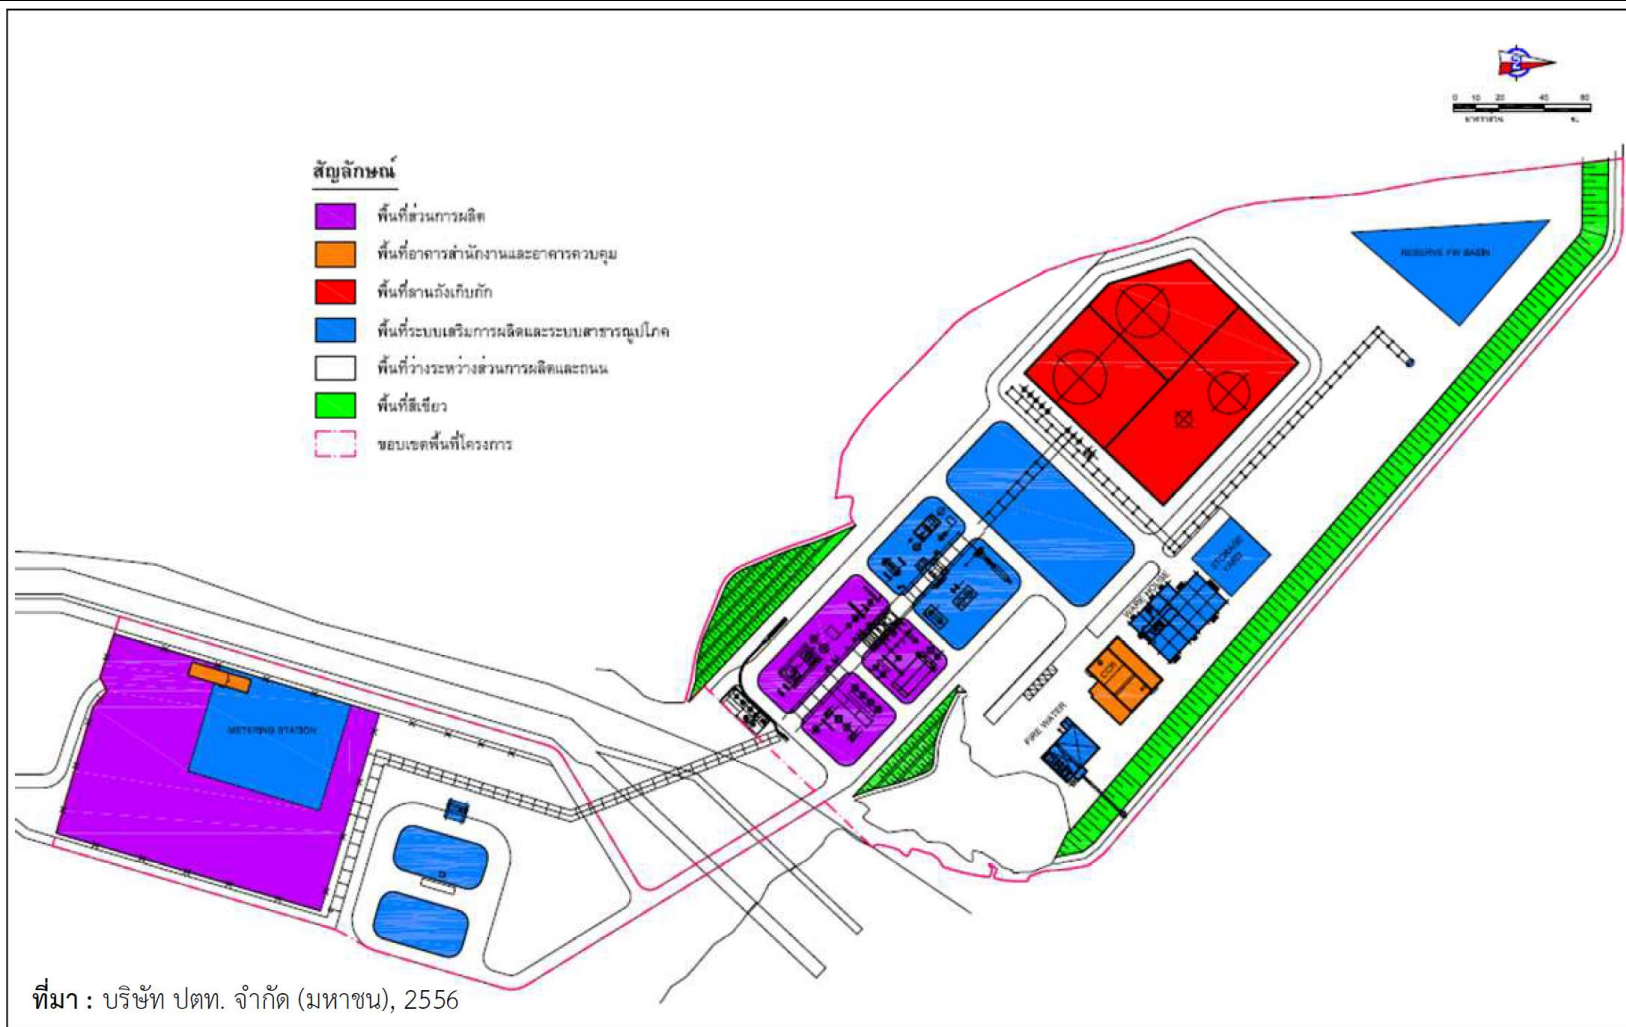 0 10 20 40 80
สัญลักษณ์
พื้นที่ส่วนการผลิต
พื้นที่อาคารสำนักงานและอาคารควบคุม
พื้นที่ลานถังเก็บกัก
พื้นที่ระบบเสริมการผลิตและระบบสาธารณูปโภค
พื้นที่ว่างระหว่างส่วนการผลิตและถนน
พื้นที่สีเขียว
ขอบเขตพื้นที่โครงการ
RESERVE FW BASIN
STORAGE YARD
WARE HOUSE
CCR
FIRE WATER
METERING STATION
ที่มา : บริษัท ปตท. จำกัด (มหาชน), 2556